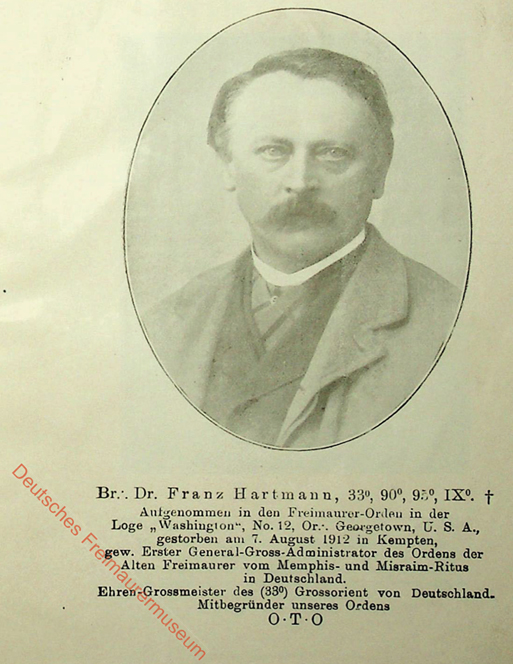 Br∴ Dr. Franz Hartmann, 33⁰, 90⁰, 95⁰, IX⁰. †
Aufgenommen in den Freimaurer-Orden in der
Loge „Washington“, No. 12, Or∴ Georgetown, U. S. A.,
gestorben am 7. August 1912 in Kempten,
gew. Erster General-Gross-Administrator des Ordens der
Alten Freimaurer vom Memphis- und Misraim-Ritus
in Deutschland.
Ehren-Grossmeister des (33⁰) Grossorient von Deutschland.
Mitbegründer unseres Ordens
O·T·O
Deutsches Freimaurermuseum